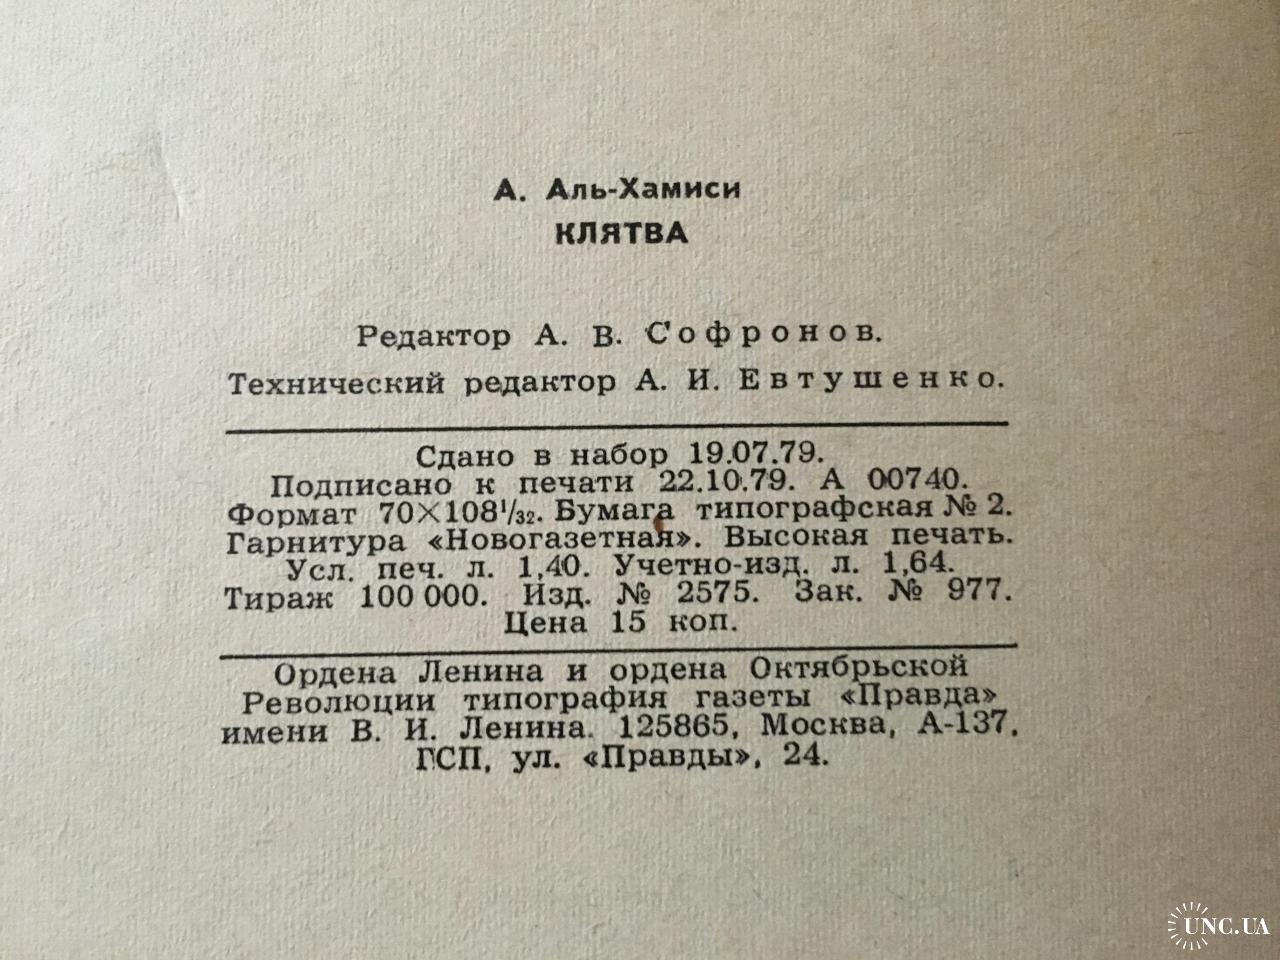 А. Аль-Хамиси
КЛЯТВА
Редактор А. В. Софронов.
Технический редактор А. И. Евтушенко.
Сдано в набор 19.07.79.
Подписано к печати 22.10.79. А 00740.
Формат 70×108¹/₃₂. Бумага типографская № 2.
Гарнитура «Новогазетная». Высокая печать.
Усл. печ. л. 1,40. Учетно-изд. л. 1,64.
Тираж 100 000. Изд. № 2575. Зак. № 977.
Цена 15 коп.
Ордена Ленина и ордена Октябрьской
Революции типография газеты «Правда»
имени В. И. Ленина. 125865, Москва, А-137,
ГСП, ул. «Правды», 24.
UNC.UA